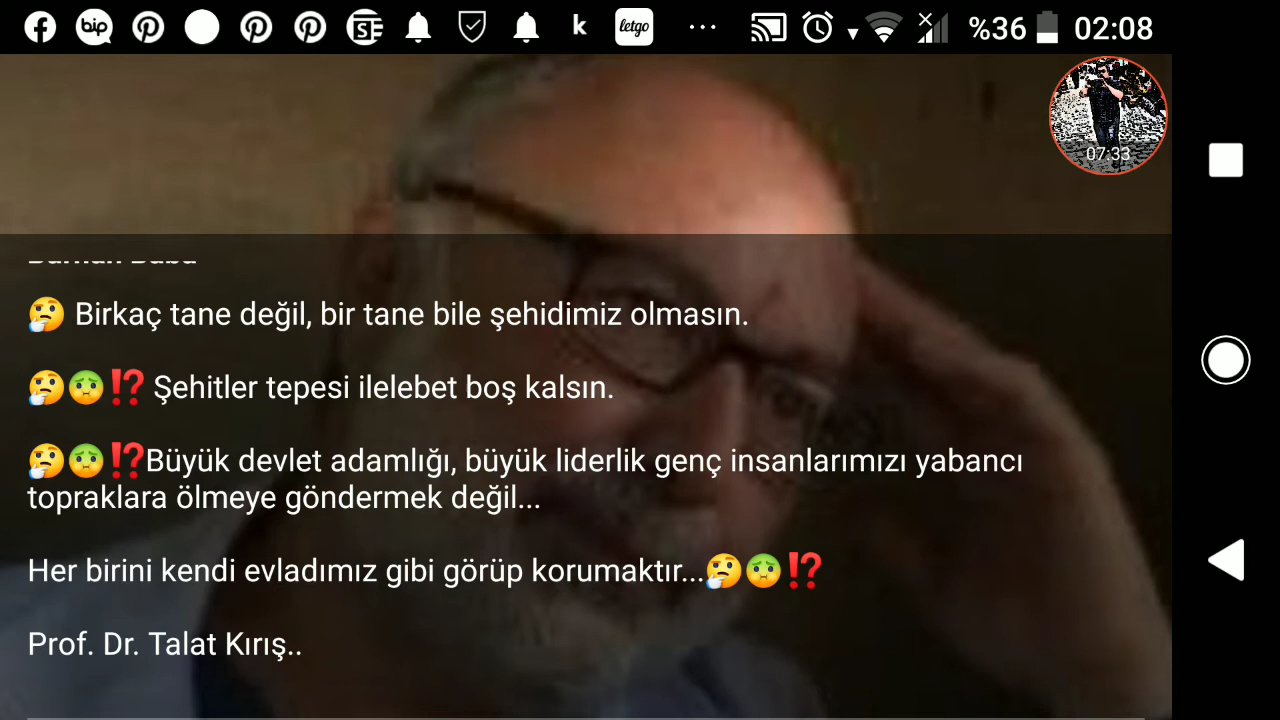 bip
k
letgo
...
%36
02:08
07:33
🤔 Birkaç tane değil, bir tane bile şehidimiz olmasın.
🤔🤢⁉️ Şehitler tepesi ilelebet boş kalsın.
🤔🤢⁉️Büyük devlet adamlığı, büyük liderlik genç insanlarımızı yabancı
topraklara ölmeye göndermek değil...
Her birini kendi evladımız gibi görüp korumaktır...🤔🤢⁉️
Prof. Dr. Talat Kırış..